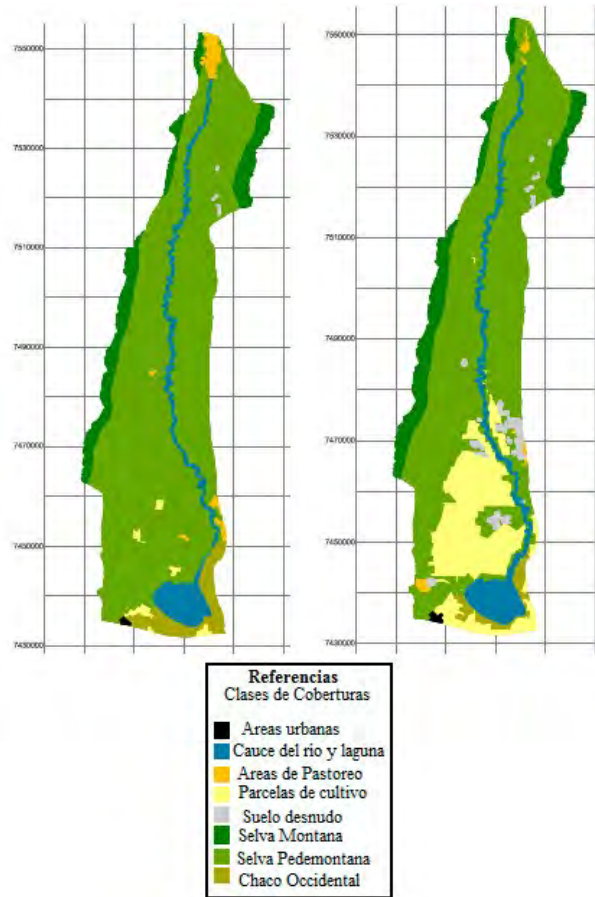 7550000
7530000
7510000
7490000
7470000
7450000
7430000
7550000
7530000
7510000
7490000
7470000
7450000
7430000
Referencias
Clases de Coberturas
Areas urbanas
Cauce del rio y laguna
Areas de Pastoreo
Parcelas de cultivo
Suelo desnudo
Selva Montana
Selva Pedemontana
Chaco Occidental